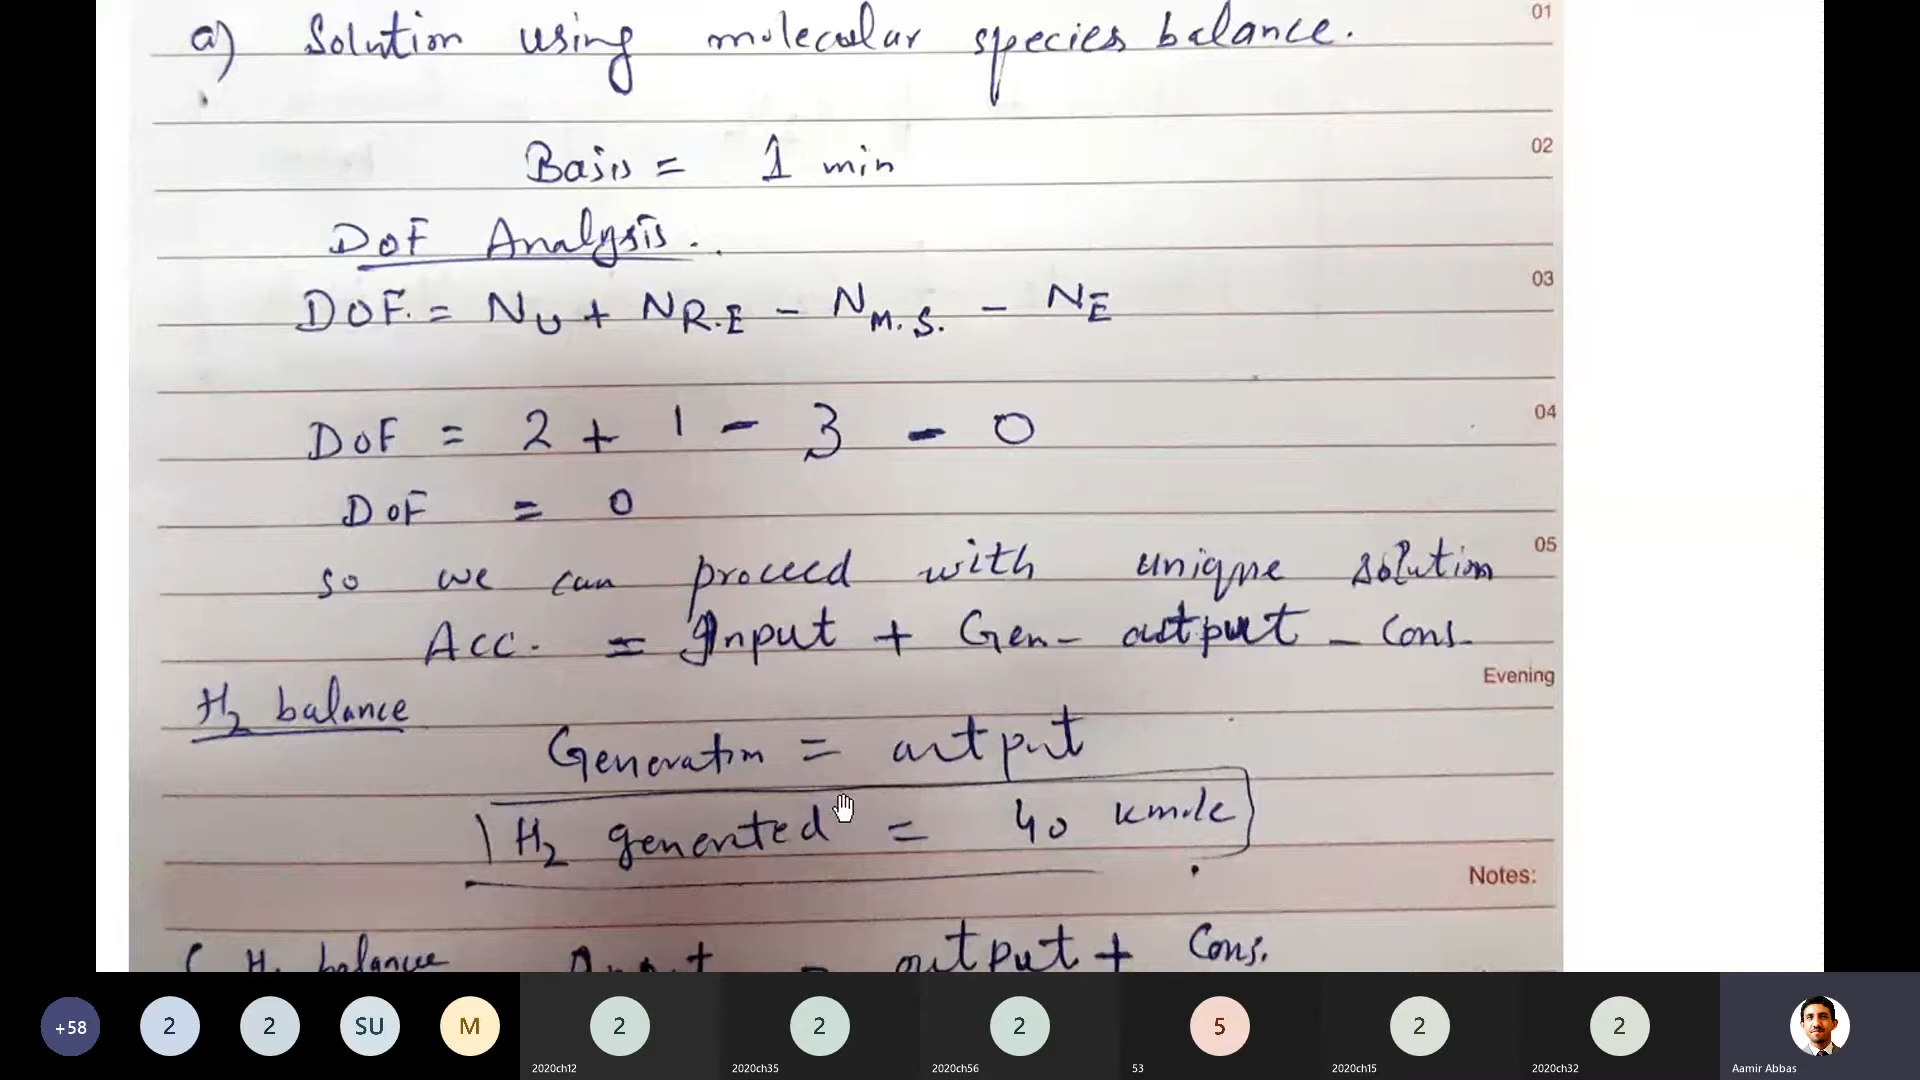 01
a) Solution using molecular species balance.
02
Basis = 1 min
DoF Analysis.
03
DOF. = NU + NR.E - NM.S. - NE
04
DoF = 2 + 1 - 3 - 0
DoF = 0
05
so we can proceed with unique solution
Acc. = Input + Gen - output - Cons.
Evening
H2 balance
Generation = output
H2 generated = 40 kmole
Notes:
balance Input = output + Cons.
+58
2
2
SU
M
2
2
2
5
2
2
2020ch12
2020ch35
2020ch56
53
2020ch15
2020ch32
Aamir Abbas